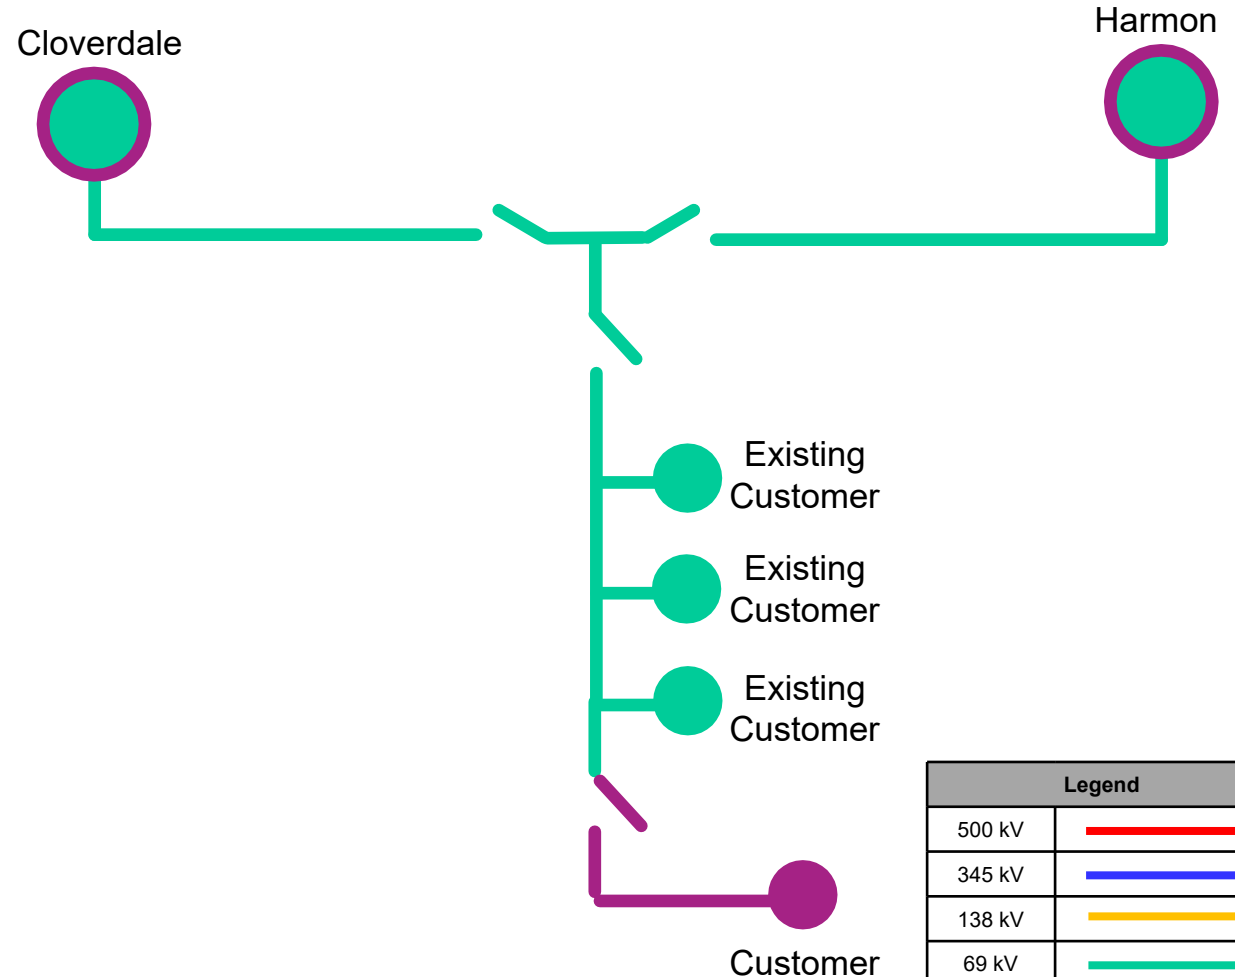 Cloverdale
Harmon
Existing
Customer
Existing
Customer
Existing
Customer
Customer
Legend
500 kV
345 kV
138 kV
69 kV